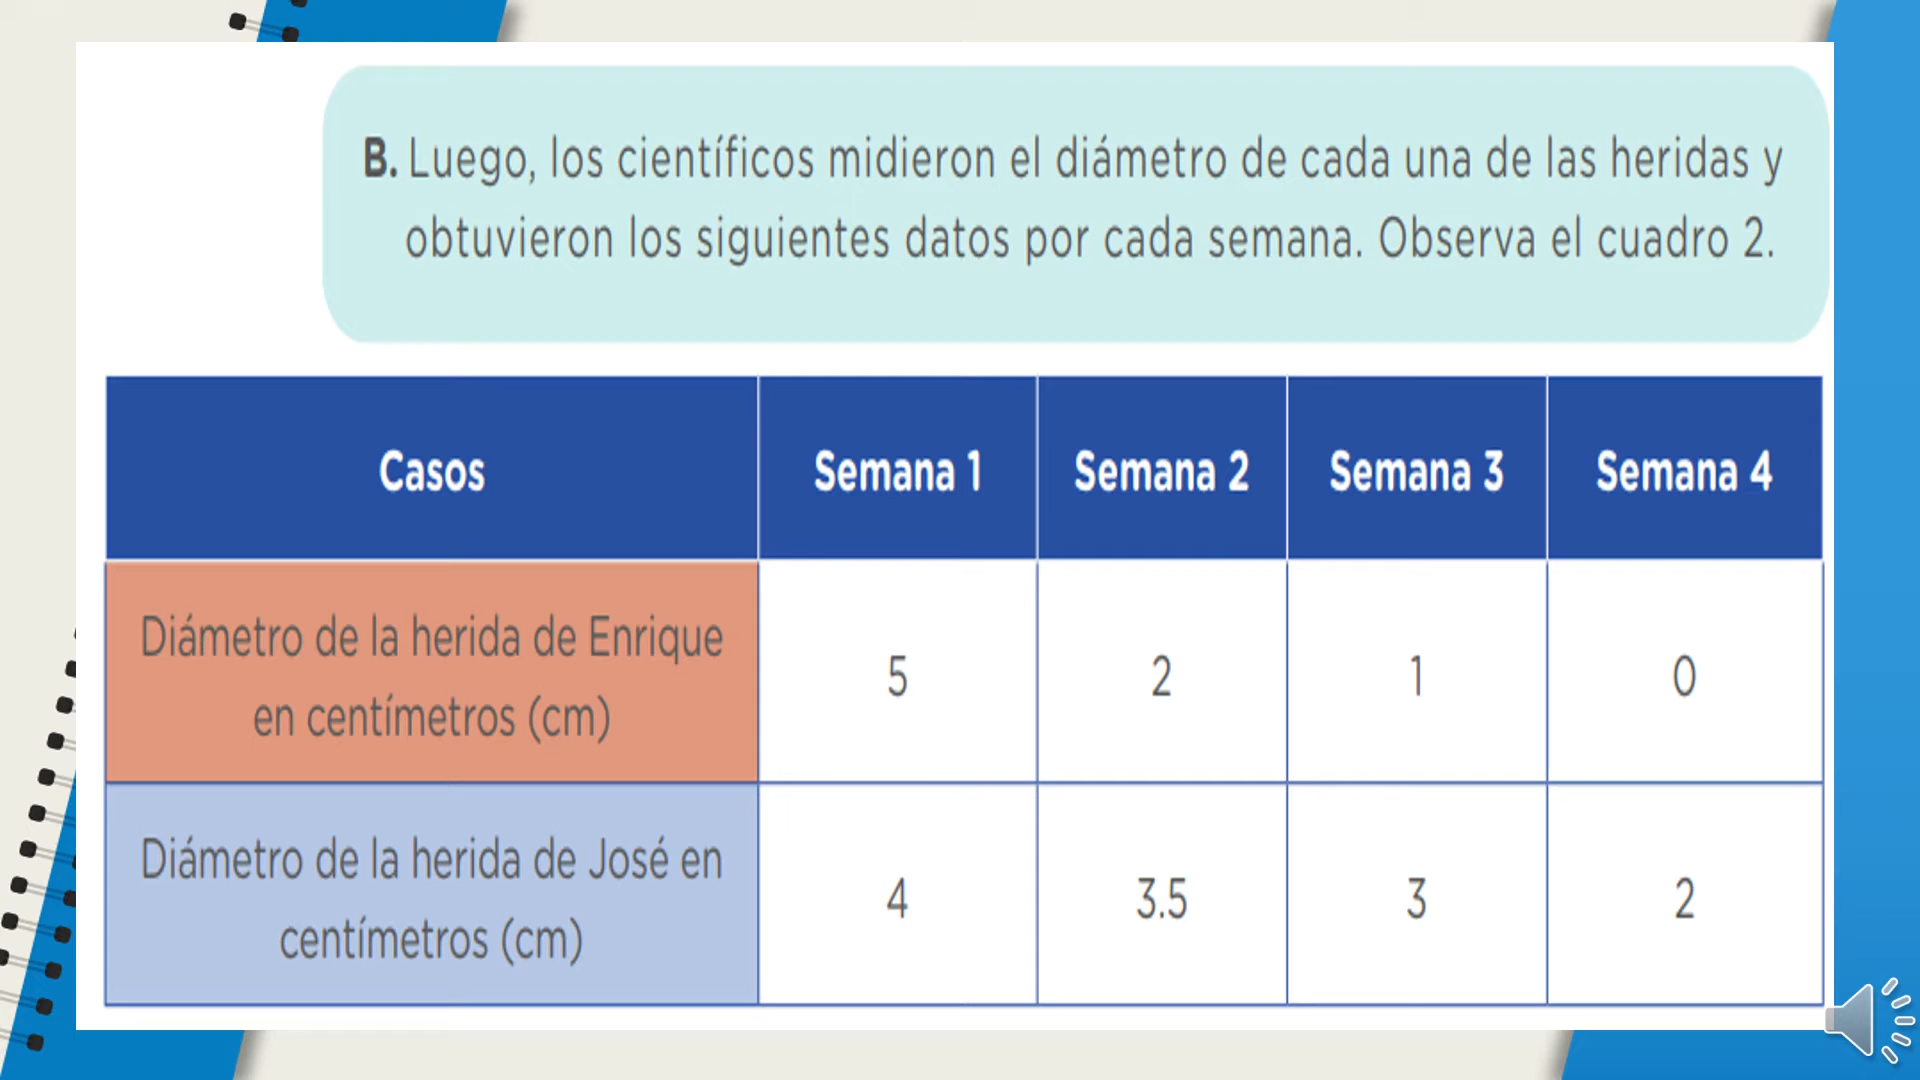 B. Luego, los científicos midieron el diámetro de cada una de las heridas y
obtuvieron los siguientes datos por cada semana. Observa el cuadro 2.
Casos Semana 1 Semana 2 Semana 3 Semana 4
Diámetro de la herida de Enrique
en centímetros (cm)
5 2 1 0
Diámetro de la herida de José en
centímetros (cm)
4 3.5 3 2